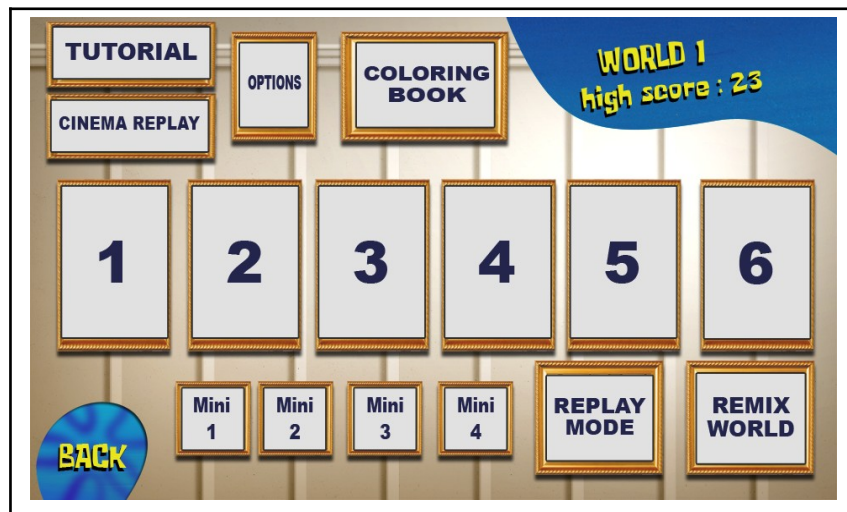 TUTORIAL
CINEMA REPLAY
OPTIONS
COLORING
BOOK
WORLD 1
high score : 23
1
2
3
4
5
6
Mini
1
Mini
2
Mini
3
Mini
4
REPLAY
MODE
REMIX
WORLD
BACK